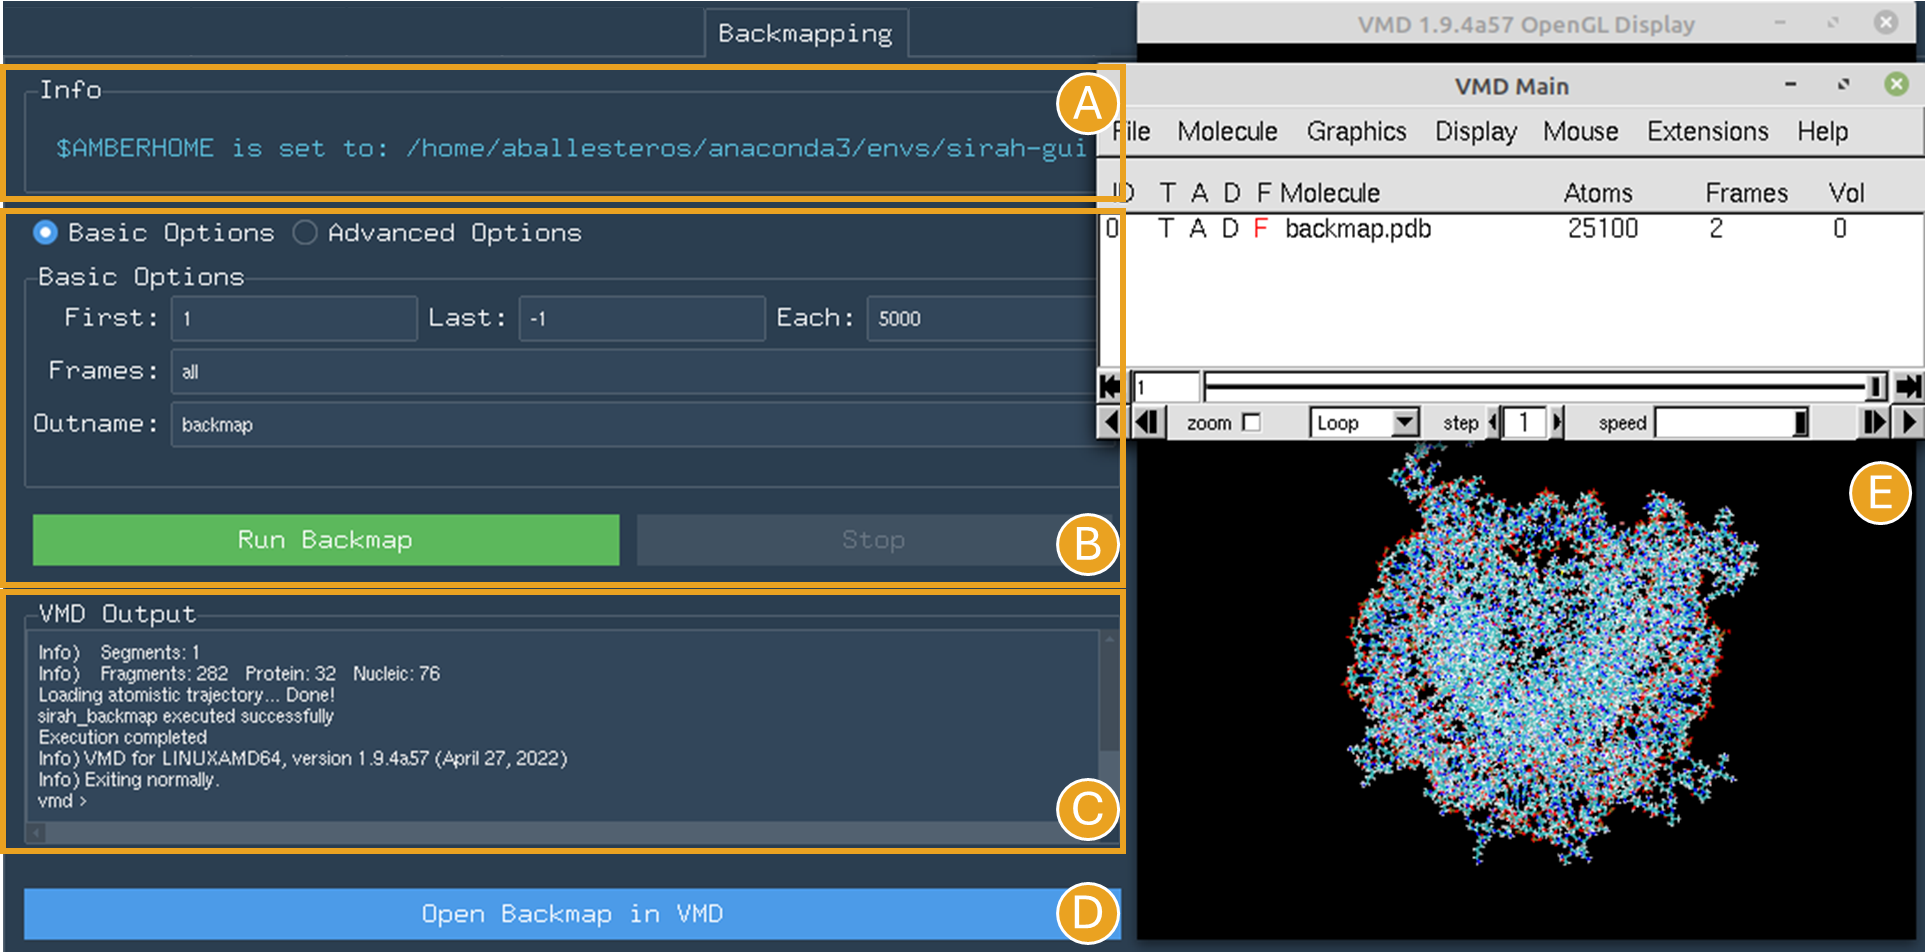 Backmapping
Info
A
$AMBERHOME is set to: /home/aballesteros/anaconda3/envs/sirah-gui
Basic Options Advanced Options
Basic Options
First: 1 Last: -1 Each: 5000
Frames: all
Outname: backmap
Run Backmap Stop
B
VMD Output
Info) Segments: 1
Info) Fragments: 282 Protein: 32 Nucleic: 76
Loading atomistic trajectory... Done!
sirah_backmap executed successfully
Execution completed
Info) VMD for LINUXAMD64, version 1.9.4a57 (April 27, 2022)
Info) Exiting normally.
vmd >
C
Open Backmap in VMD
D
VMD 1.9.4a57 OpenGL Display
VMD Main
File Molecule Graphics Display Mouse Extensions Help
ID T A D F Molecule Atoms Frames Vol
0 T A D F backmap.pdb 25100 2 0
1
zoom Loop step 1 speed
E